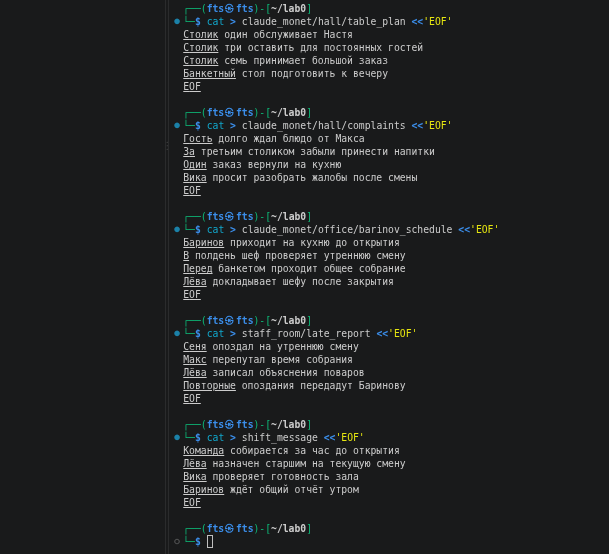 ┌──(fts㉿fts)-[~/lab0]
└─$ cat > claude_monet/hall/table_plan <<'EOF'
Столик один обслуживает Настя
Столик три оставить для постоянных гостей
Столик семь принимает большой заказ
Банкетный стол подготовить к вечеру
EOF
┌──(fts㉿fts)-[~/lab0]
└─$ cat > claude_monet/hall/complaints <<'EOF'
Гость долго ждал блюдо от Макса
За третьим столиком забыли принести напитки
Один заказ вернули на кухню
Вика просит разобрать жалобы после смены
EOF
┌──(fts㉿fts)-[~/lab0]
└─$ cat > claude_monet/office/barinov_schedule <<'EOF'
Баринов приходит на кухню до открытия
В полдень шеф проверяет утреннюю смену
Перед банкетом проходит общее собрание
Лёва докладывает шефу после закрытия
EOF
┌──(fts㉿fts)-[~/lab0]
└─$ cat > staff_room/late_report <<'EOF'
Сеня опоздал на утреннюю смену
Макс перепутал время собрания
Лёва записал объяснения поваров
Повторные опоздания передадут Баринову
EOF
┌──(fts㉿fts)-[~/lab0]
└─$ cat > shift_message <<'EOF'
Команда собирается за час до открытия
Лёва назначен старшим на текущую смену
Вика проверяет готовность зала
Баринов ждёт общий отчёт утром
EOF
┌──(fts㉿fts)-[~/lab0]
└─$